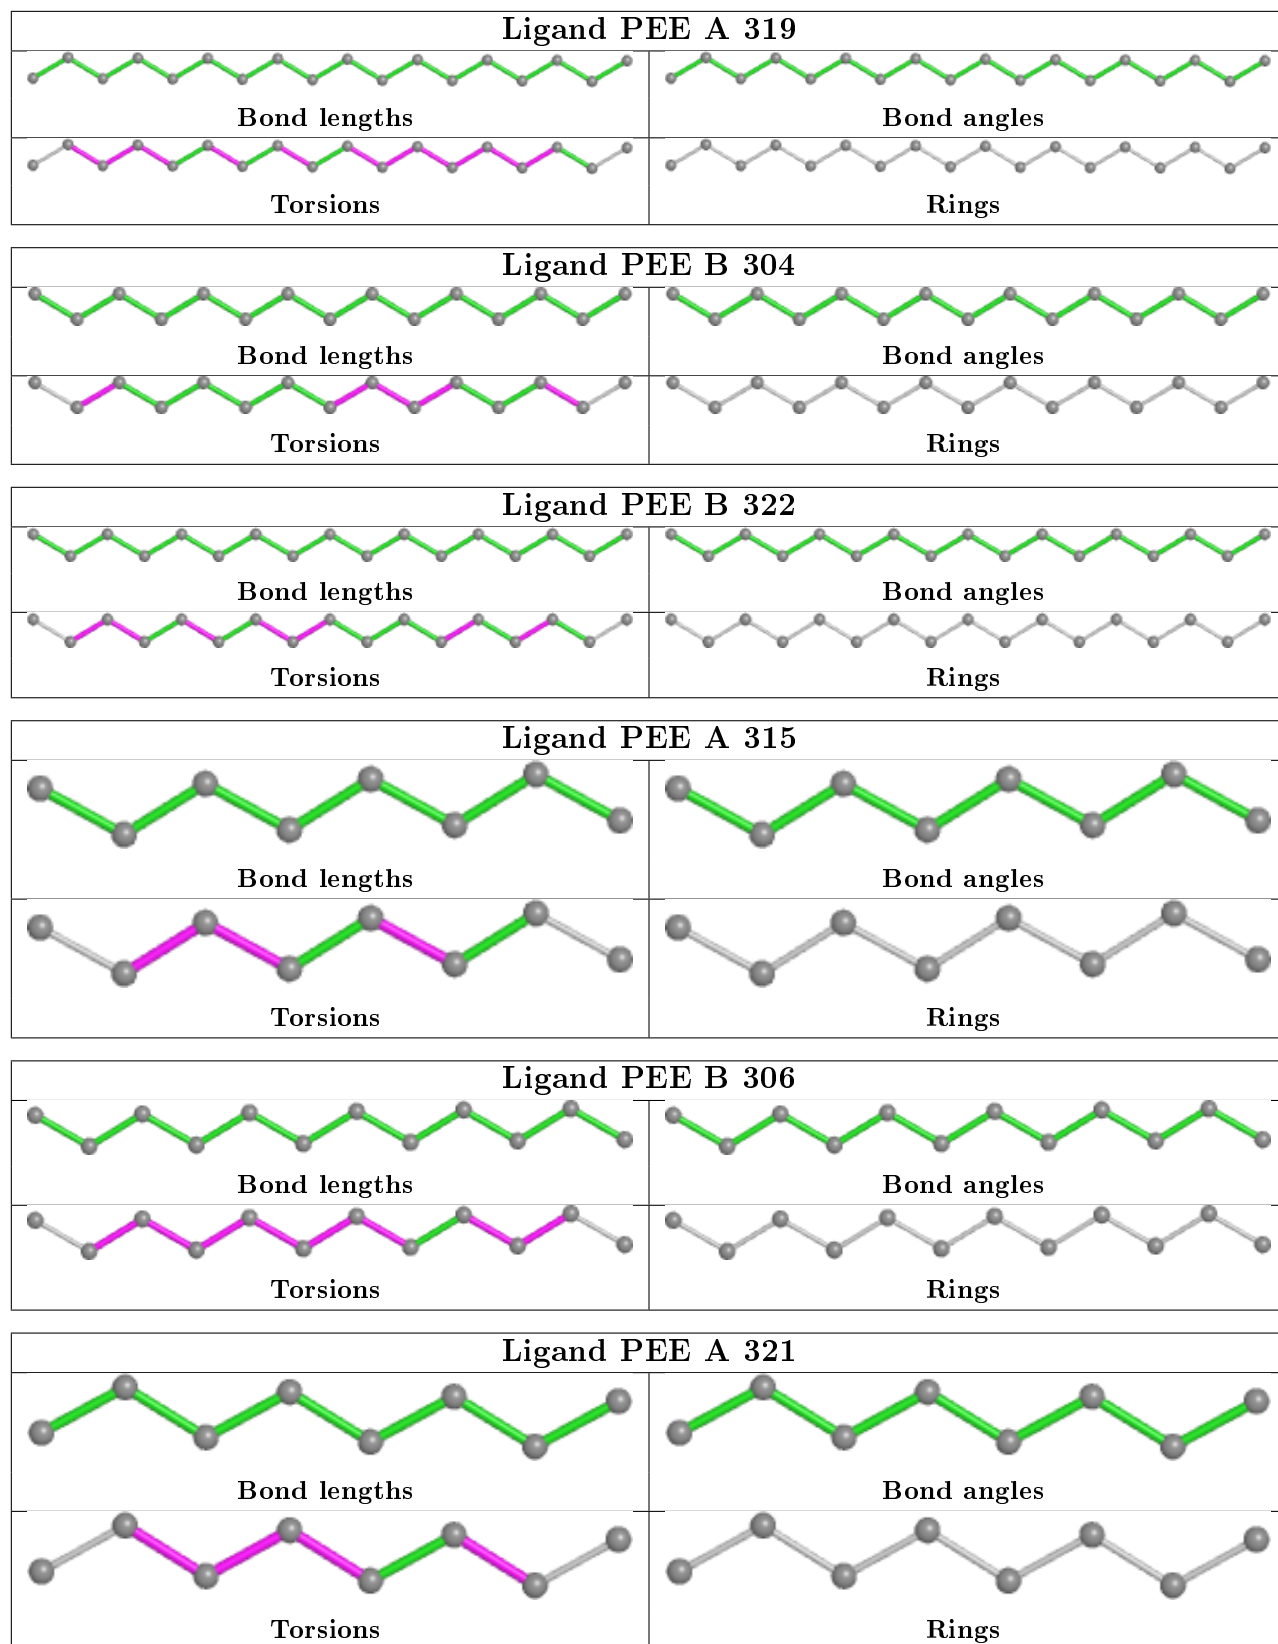 Ligand PEE A 319
Bond lengths
Bond angles
Torsions
Rings
Ligand PEE B 304
Bond lengths
Bond angles
Torsions
Rings
Ligand PEE B 322
Bond lengths
Bond angles
Torsions
Rings
Ligand PEE A 315
Bond lengths
Bond angles
Torsions
Rings
Ligand PEE B 306
Bond lengths
Bond angles
Torsions
Rings
Ligand PEE A 321
Bond lengths
Bond angles
Torsions
Rings